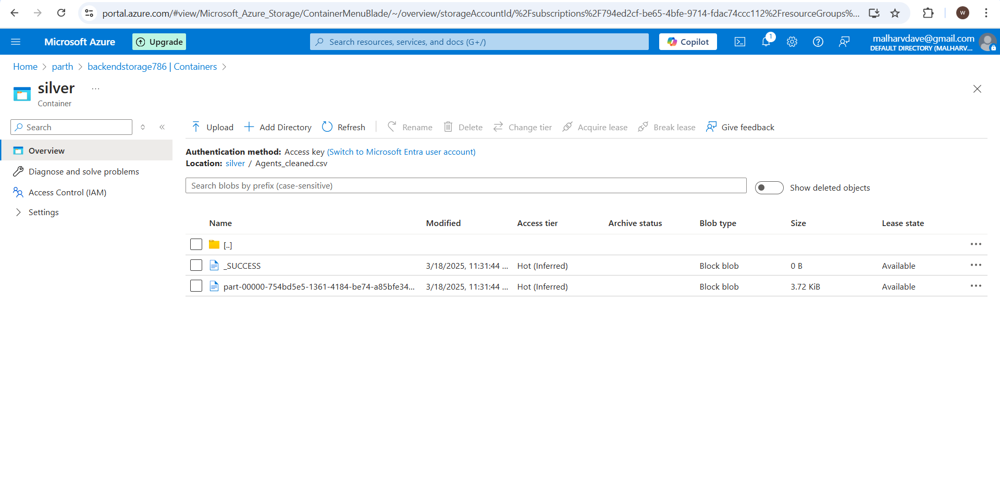 portal.azure.com/#view/Microsoft_Azure_Storage/ContainerMenuBlade/~/overview/storageAccountId/%2Fsubscriptions%2F794ed2cf-be65-4bfe-9714-fdac74ccc112%2FresourceGroups%...
W
Microsoft Azure
Upgrade
Search resources, services, and docs (G+/)
Copilot
1
malharvdave@gmail.com
DEFAULT DIRECTORY (MALHARV...
Home > parth > backendstorage786 | Containers >
silver ...
Container
Search
Overview
Diagnose and solve problems
Access Control (IAM)
Settings
Upload Add Directory Refresh Rename Delete Change tier Acquire lease Break lease Give feedback
Authentication method: Access key (Switch to Microsoft Entra user account)
Location: silver / Agents_cleaned.csv
Search blobs by prefix (case-sensitive)
Show deleted objects
Name Modified Access tier Archive status Blob type Size Lease state
[..]
_SUCCESS 3/18/2025, 11:31:44 ... Hot (Inferred) Block blob 0 B Available
part-00000-754bd5e5-1361-4184-be74-a85bfe34... 3/18/2025, 11:31:44 ... Hot (Inferred) Block blob 3.72 KiB Available